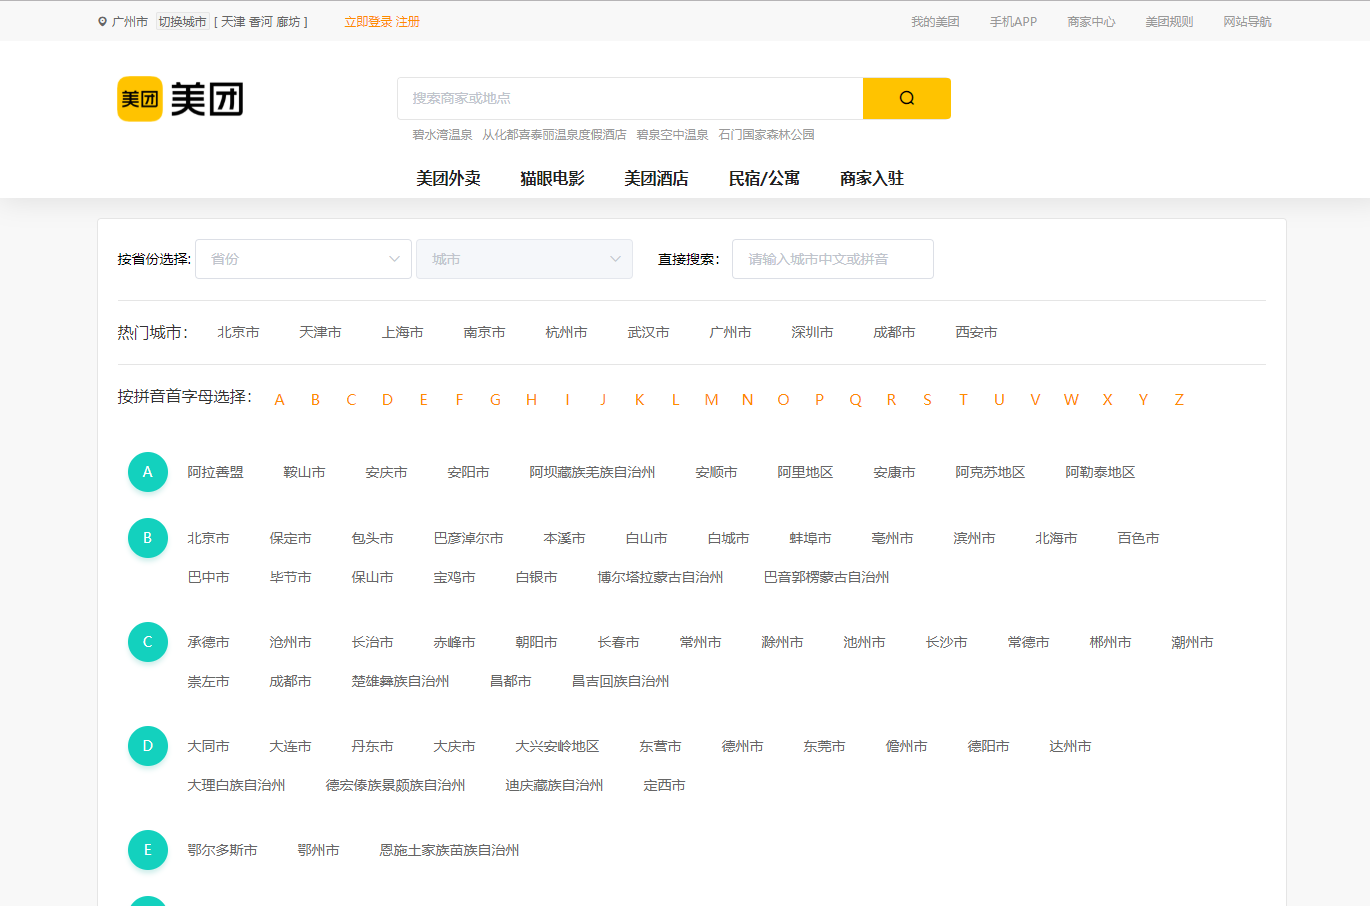 广州市 切换城市 [ 天津 香河 廊坊 ] 立即登录 注册 我的美团 手机APP 商家中心 美团规则 网站导航
美团 美团 搜索商家或地点
碧水湾温泉 从化都喜泰丽温泉度假酒店 碧泉空中温泉 石门国家森林公园
美团外卖 猫眼电影 美团酒店 民宿/公寓 商家入驻
按省份选择: 省份 城市 直接搜索： 请输入城市中文或拼音
热门城市： 北京市 天津市 上海市 南京市 杭州市 武汉市 广州市 深圳市 成都市 西安市
按拼音首字母选择： A B C D E F G H I J K L M N O P Q R S T U V W X Y Z
A 阿拉善盟 鞍山市 安庆市 安阳市 阿坝藏族羌族自治州 安顺市 阿里地区 安康市 阿克苏地区 阿勒泰地区
B 北京市 保定市 包头市 巴彦淖尔市 本溪市 白山市 白城市 蚌埠市 亳州市 滨州市 北海市 百色市
巴中市 毕节市 保山市 宝鸡市 白银市 博尔塔拉蒙古自治州 巴音郭楞蒙古自治州
C 承德市 沧州市 长治市 赤峰市 朝阳市 长春市 常州市 滁州市 池州市 长沙市 常德市 郴州市 潮州市
崇左市 成都市 楚雄彝族自治州 昌都市 昌吉回族自治州
D 大同市 大连市 丹东市 大庆市 大兴安岭地区 东营市 德州市 东莞市 儋州市 德阳市 达州市
大理白族自治州 德宏傣族景颇族自治州 迪庆藏族自治州 定西市
E 鄂尔多斯市 鄂州市 恩施土家族苗族自治州